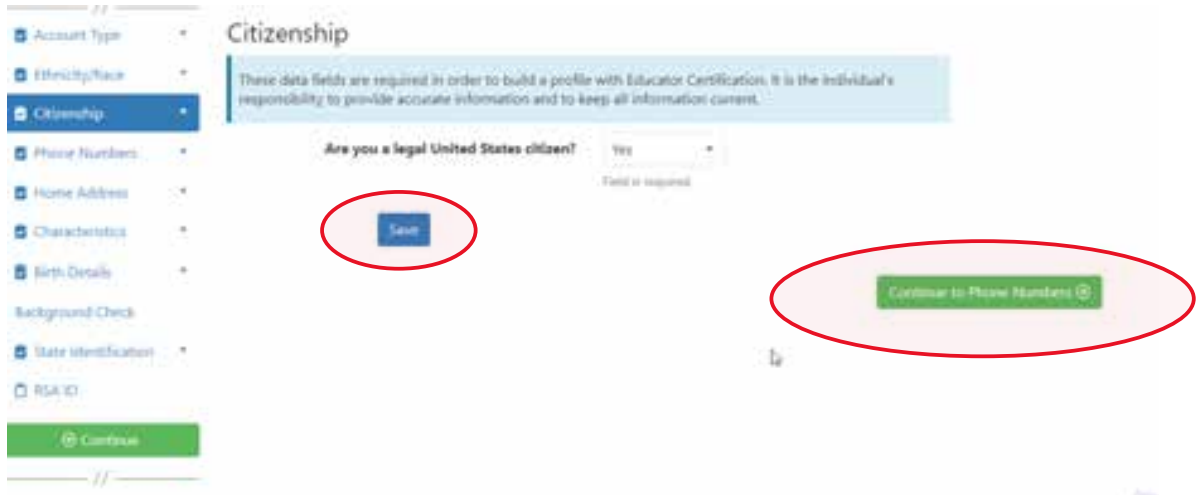 Account Type *
Ethnicity/Race *
Citizenship *
Phone Numbers *
Home Address *
Characteristics *
Birth Details *
Background Check
State Identification *
RSA ID
Continue
Citizenship
These data fields are required in order to build a profile with Educator Certification. It is the individual's
responsibility to provide accurate information and to keep all information current.
Are you a legal United States citizen? Yes
Field is required.
Save
Continue to Phone Numbers